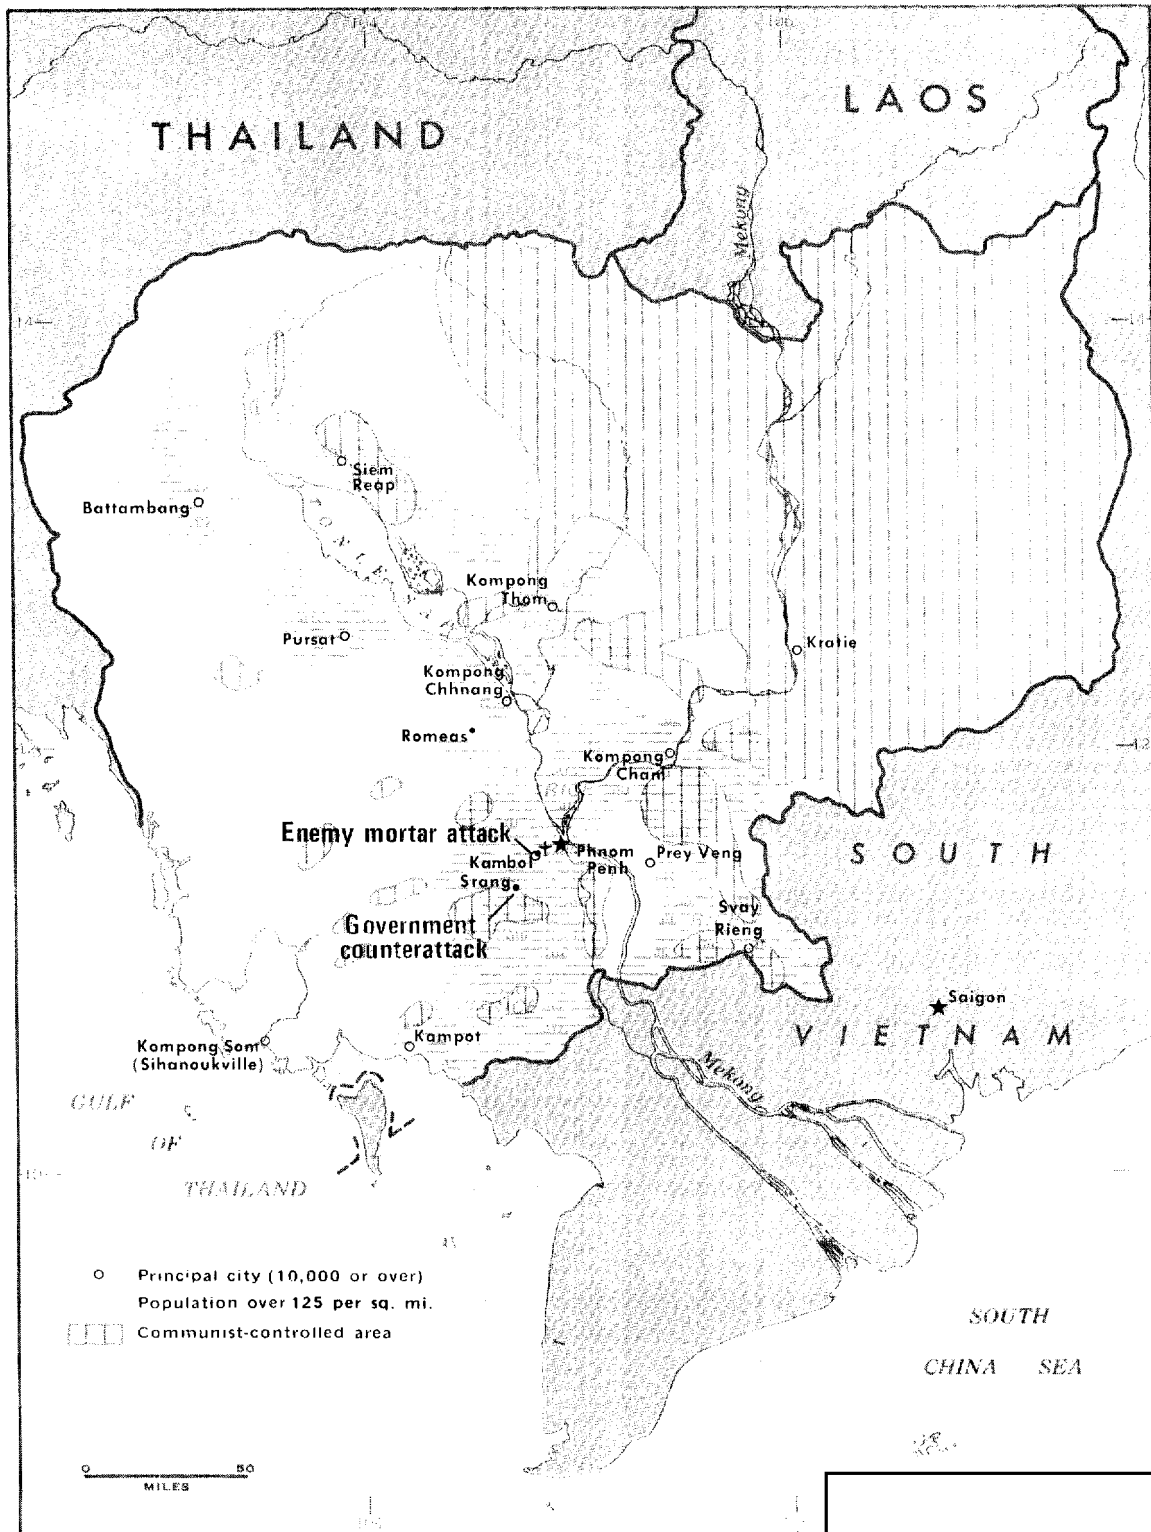 THAILAND
LAOS
Mekong
Siem
Reap
Battambang
TONLE
Kompong
Thom
Pursat
Kratie
Kompong
Chhnang
Romeas
Kompong
Cham
Enemy mortar attack
Kambol
Phnom
Penh
Prey Veng
Srang
SOUTH
Svay
Rieng
Government
counterattack
Saigon
VIETNAM
Kompong Som
(Sihanoukville)
Kampot
Mekong
GULF
OF
THAILAND
Principal city (10,000 or over)
Population over 125 per sq. mi.
Communist-controlled area
SOUTH
CHINA SEA
0 50
MILES